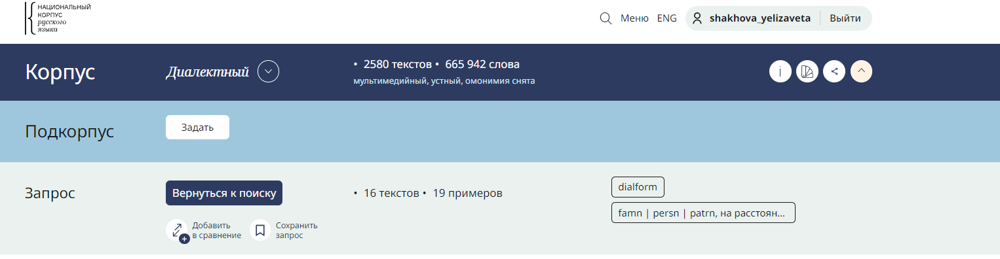 НАЦИОНАЛЬНЫЙ
КОРПУС
русского
языка
Меню ENG shakhova_yelizaveta Выйти
Корпус Диалектный • 2580 текстов • 665 942 слова
мультимедийный, устный, омонимия снята
Подкорпус Задать
Запрос Вернуться к поиску • 16 текстов • 19 примеров
dialform
famn | persn | patrn, на расстоян...
Добавить
в сравнение
Сохранить
запрос